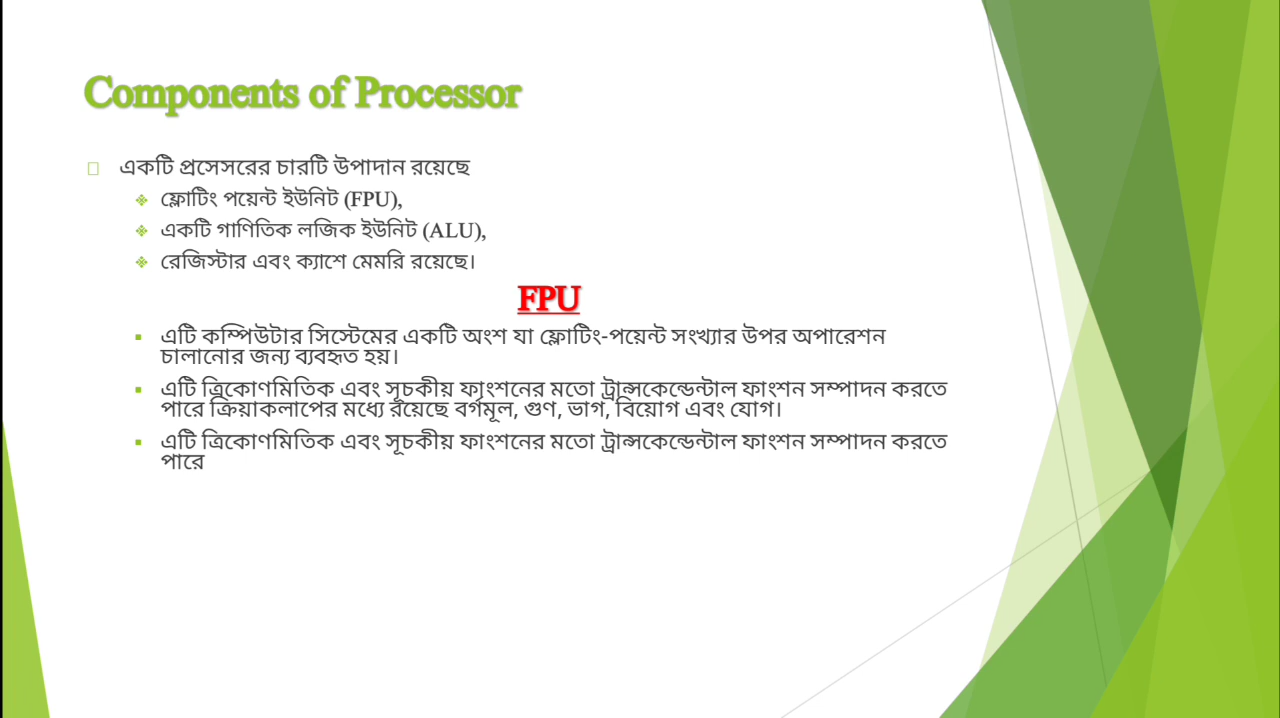 Components of Processor
একটি প্রসেসরের চারটি উপাদান রয়েছে
ফ্লোটিং পয়েন্ট ইউনিট (FPU),
একটি গাণিতিক লজিক ইউনিট (ALU),
রেজিস্টার এবং ক্যাশে মেমরি রয়েছে।
FPU
এটি কম্পিউটার সিস্টেমের একটি অংশ যা ফ্লোটিং-পয়েন্ট সংখ্যার উপর অপারেশন
চালানোর জন্য ব্যবহৃত হয়।
এটি ত্রিকোণমিতিক এবং সূচকীয় ফাংশনের মতো ট্রান্সকেন্ডেন্টাল ফাংশন সম্পাদন করতে
পারে ক্রিয়াকলাপের মধ্যে রয়েছে বর্গমূল, গুণ, ভাগ, বিয়োগ এবং যোগ।
এটি ত্রিকোণমিতিক এবং সূচকীয় ফাংশনের মতো ট্রান্সকেন্ডেন্টাল ফাংশন সম্পাদন করতে
পারে